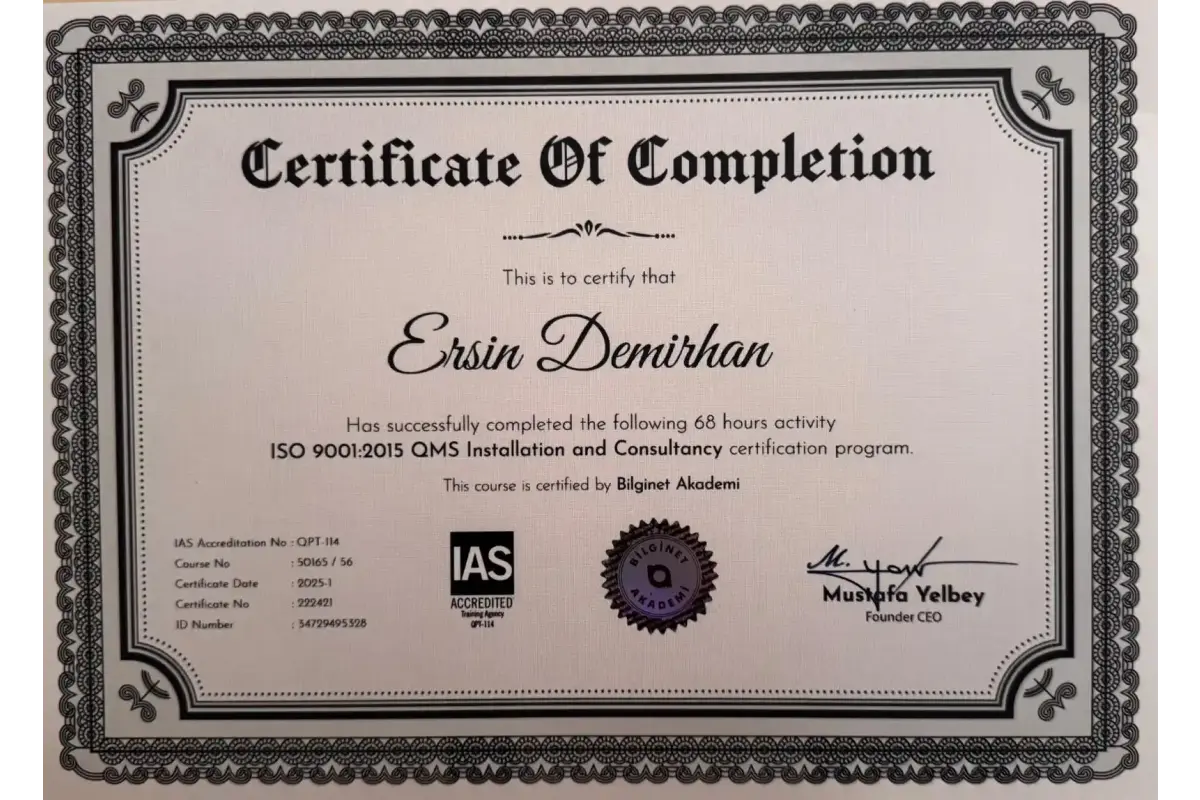 Certificate Of Completion
This is to certify that
Ersin Demirhan
Has successfully completed the following 68 hours activity
ISO 9001:2015 QMS Installation and Consultancy certification program.
This course is certified by Bilginet Akademi
IAS Accreditation No : QPT-114
Course No : 50165 / 56
Certificate Date : 2025-1
Certificate No : 222421
ID Number : 34729495328
IAS
ACCREDITED
Training Agency
QPT-114
BİLGİNET
AKADEMİ
Mustafa Yelbey
Founder CEO